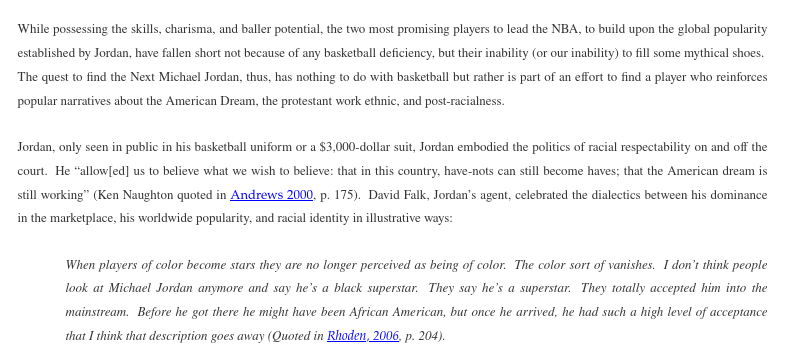 While possessing the skills, charisma, and baller potential, the two most promising players to lead the NBA, to build upon the global popularity
established by Jordan, have fallen short not because of any basketball deficiency, but their inability (or our inability) to fill some mythical shoes.
The quest to find the Next Michael Jordan, thus, has nothing to do with basketball but rather is part of an effort to find a player who reinforces
popular narratives about the American Dream, the protestant work ethnic, and post-racialness.
Jordan, only seen in public in his basketball uniform or a $3,000-dollar suit, Jordan embodied the politics of racial respectability on and off the
court. He “allow[ed] us to believe what we wish to believe: that in this country, have-nots can still become haves; that the American dream is
still working” (Ken Naughton quoted in Andrews 2000, p. 175). David Falk, Jordan’s agent, celebrated the dialectics between his dominance
in the marketplace, his worldwide popularity, and racial identity in illustrative ways:
When players of color become stars they are no longer perceived as being of color. The color sort of vanishes. I don’t think people
look at Michael Jordan anymore and say he’s a black superstar. They say he’s a superstar. They totally accepted him into the
mainstream. Before he got there he might have been African American, but once he arrived, he had such a high level of acceptance
that I think that description goes away (Quoted in Rhoden, 2006, p. 204).